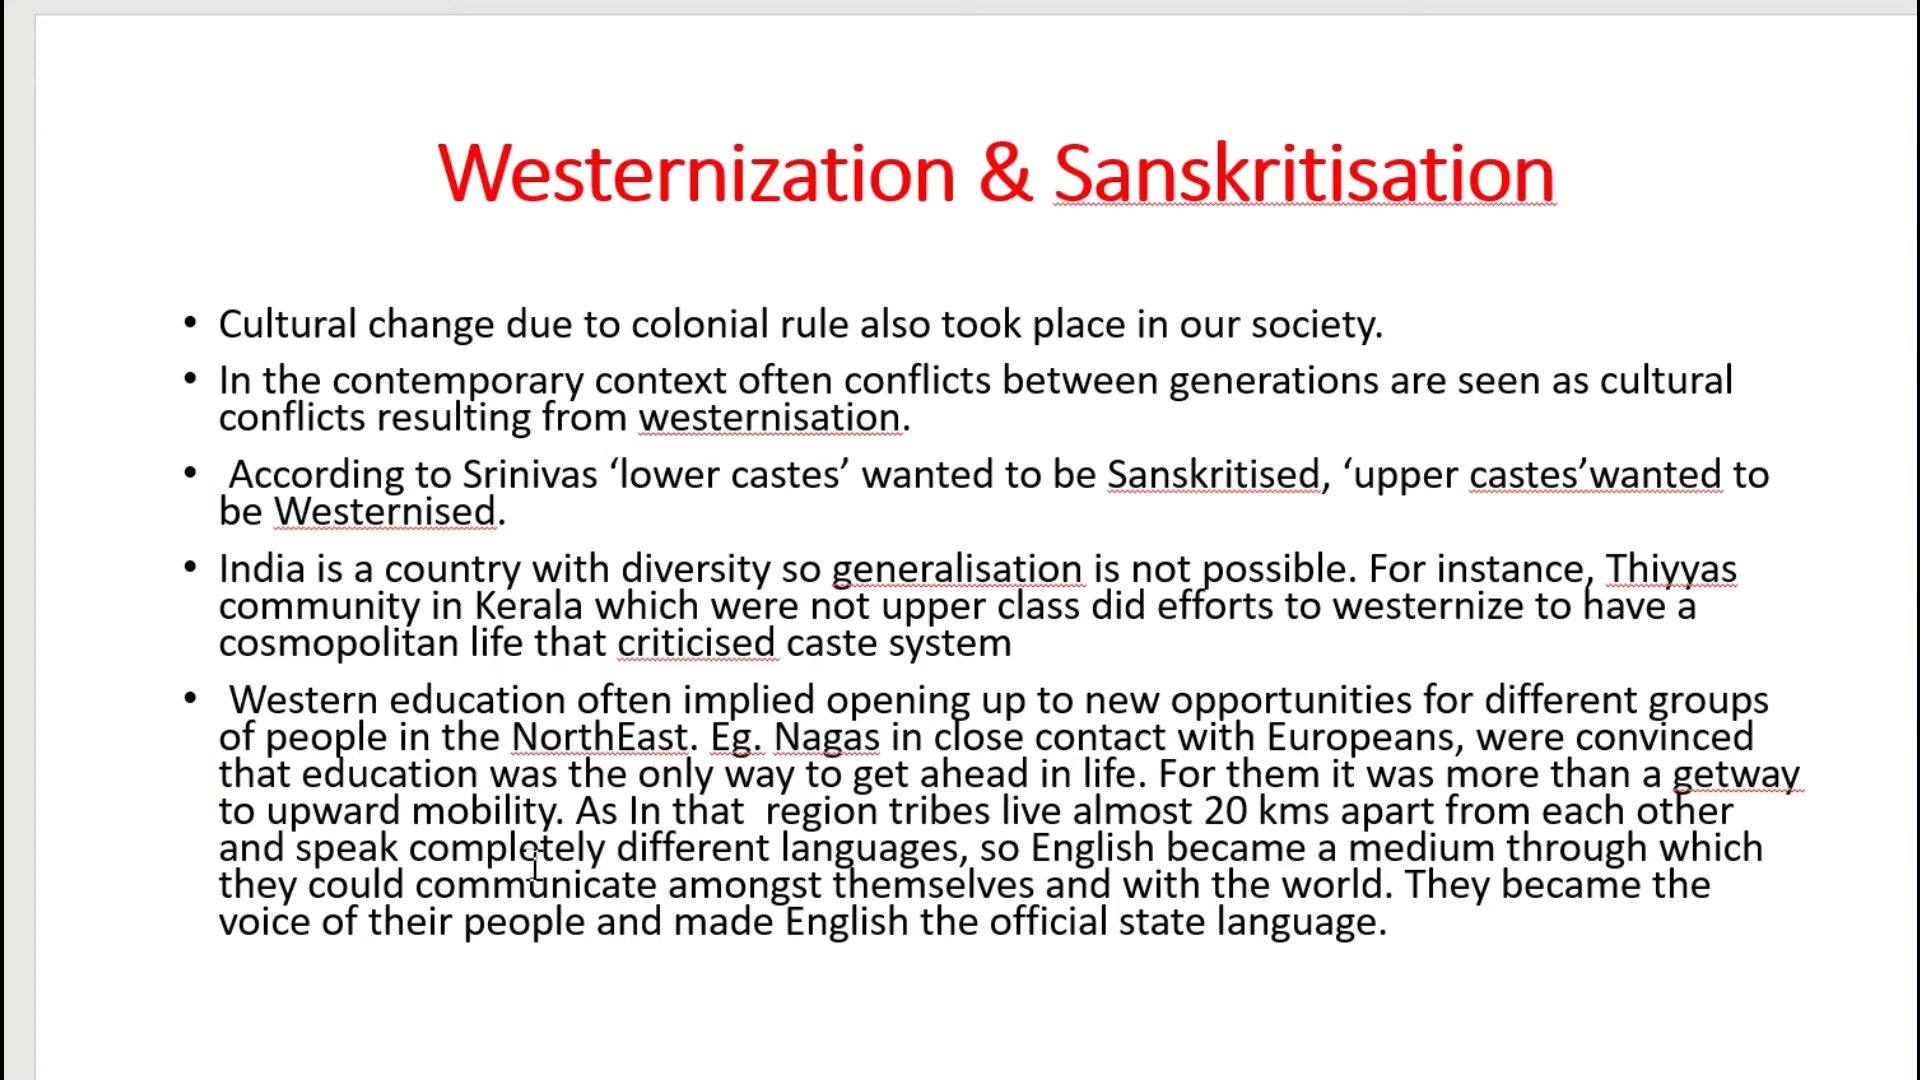 Westernization & Sanskritisation
• Cultural change due to colonial rule also took place in our society.
• In the contemporary context often conflicts between generations are seen as cultural
conflicts resulting from westernisation.
• According to Srinivas ‘lower castes’ wanted to be Sanskritised, ‘upper castes’wanted to
be Westernised.
• India is a country with diversity so generalisation is not possible. For instance, Thiyyas
community in Kerala which were not upper class did efforts to westernize to have a
cosmopolitan life that criticised caste system
• Western education often implied opening up to new opportunities for different groups
of people in the NorthEast. Eg. Nagas in close contact with Europeans, were convinced
that education was the only way to get ahead in life. For them it was more than a getway
to upward mobility. As In that  region tribes live almost 20 kms apart from each other
and speak completely different languages, so English became a medium through which
they could communicate amongst themselves and with the world. They became the
voice of their people and made English the official state language.